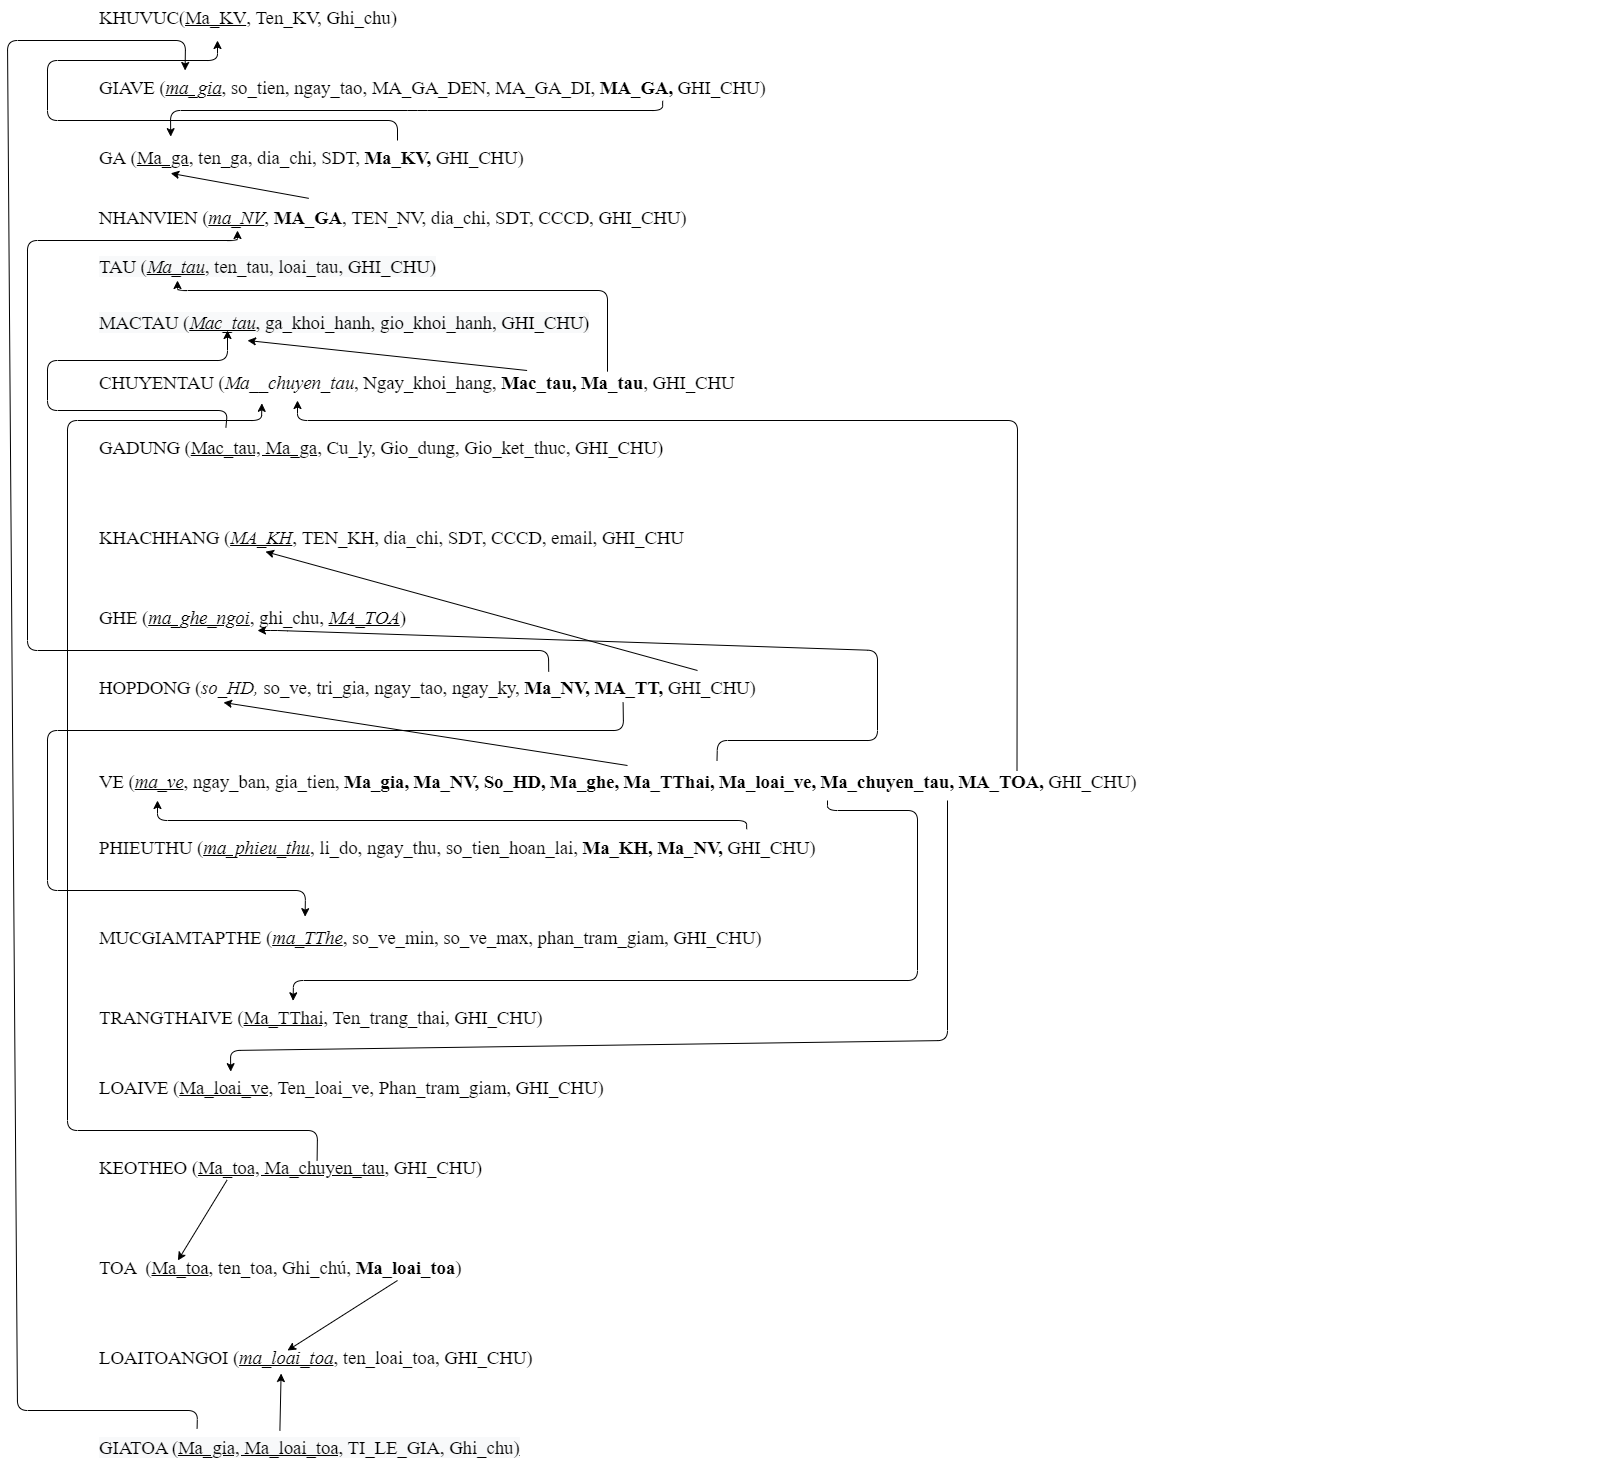 KHUVUC(Ma_KV, Ten_KV, Ghi_chu)
GIAVE (ma_gia, so_tien, ngay_tao, MA_GA_DEN, MA_GA_DI, MA_GA, GHI_CHU)
GA (Ma_ga, ten_ga, dia_chi, SDT, Ma_KV, GHI_CHU)
NHANVIEN (ma_NV, MA_GA, TEN_NV, dia_chi, SDT, CCCD, GHI_CHU)
TAU (Ma_tau, ten_tau, loai_tau, GHI_CHU)
MACTAU (Mac_tau, ga_khoi_hanh, gio_khoi_hanh, GHI_CHU)
CHUYENTAU (Ma__chuyen_tau, Ngay_khoi_hang, Mac_tau, Ma_tau, GHI_CHU
GADUNG (Mac_tau, Ma_ga, Cu_ly, Gio_dung, Gio_ket_thuc, GHI_CHU)
KHACHHANG (MA_KH, TEN_KH, dia_chi, SDT, CCCD, email, GHI_CHU
GHE (ma_ghe_ngoi, ghi_chu, MA_TOA)
HOPDONG (so_HD, so_ve, tri_gia, ngay_tao, ngay_ky, Ma_NV, MA_TT, GHI_CHU)
VE (ma_ve, ngay_ban, gia_tien, Ma_gia, Ma_NV, So_HD, Ma_ghe, Ma_TThai, Ma_loai_ve, Ma_chuyen_tau, MA_TOA, GHI_CHU)
PHIEUTHU (ma_phieu_thu, li_do, ngay_thu, so_tien_hoan_lai, Ma_KH, Ma_NV, GHI_CHU)
MUCGIAMTAPTHE (ma_TThe, so_ve_min, so_ve_max, phan_tram_giam, GHI_CHU)
TRANGTHAIVE (Ma_TThai, Ten_trang_thai, GHI_CHU)
LOAIVE (Ma_loai_ve, Ten_loai_ve, Phan_tram_giam, GHI_CHU)
KEOTHEO (Ma_toa, Ma_chuyen_tau, GHI_CHU)
TOA (Ma_toa, ten_toa, Ghi_chú, Ma_loai_toa)
LOAITOANGOI (ma_loai_toa, ten_loai_toa, GHI_CHU)
GIATOA (Ma_gia, Ma_loai_toa, TI_LE_GIA, Ghi_chu)